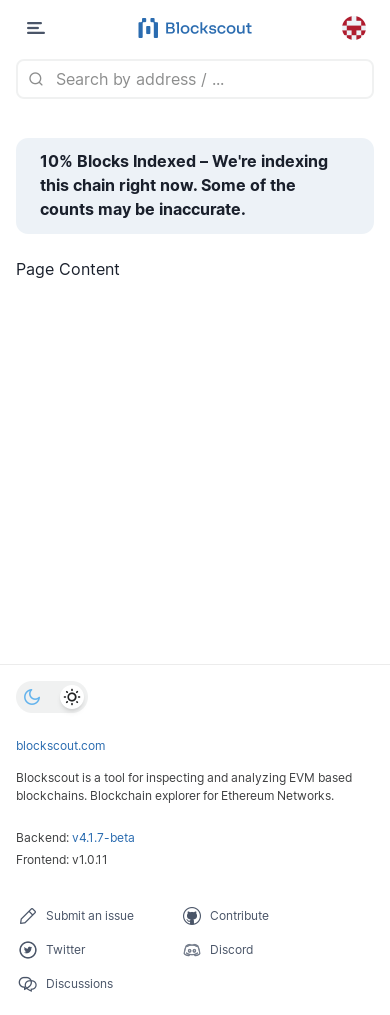 Blockscout
Search by address / ...
10% Blocks Indexed – We're indexing
this chain right now. Some of the
counts may be inaccurate.
Page Content
blockscout.com
Blockscout is a tool for inspecting and analyzing EVM based
blockchains. Blockchain explorer for Ethereum Networks.
Backend: v4.1.7-beta
Frontend: v1.0.11
Submit an issue
Contribute
Twitter
Discord
Discussions